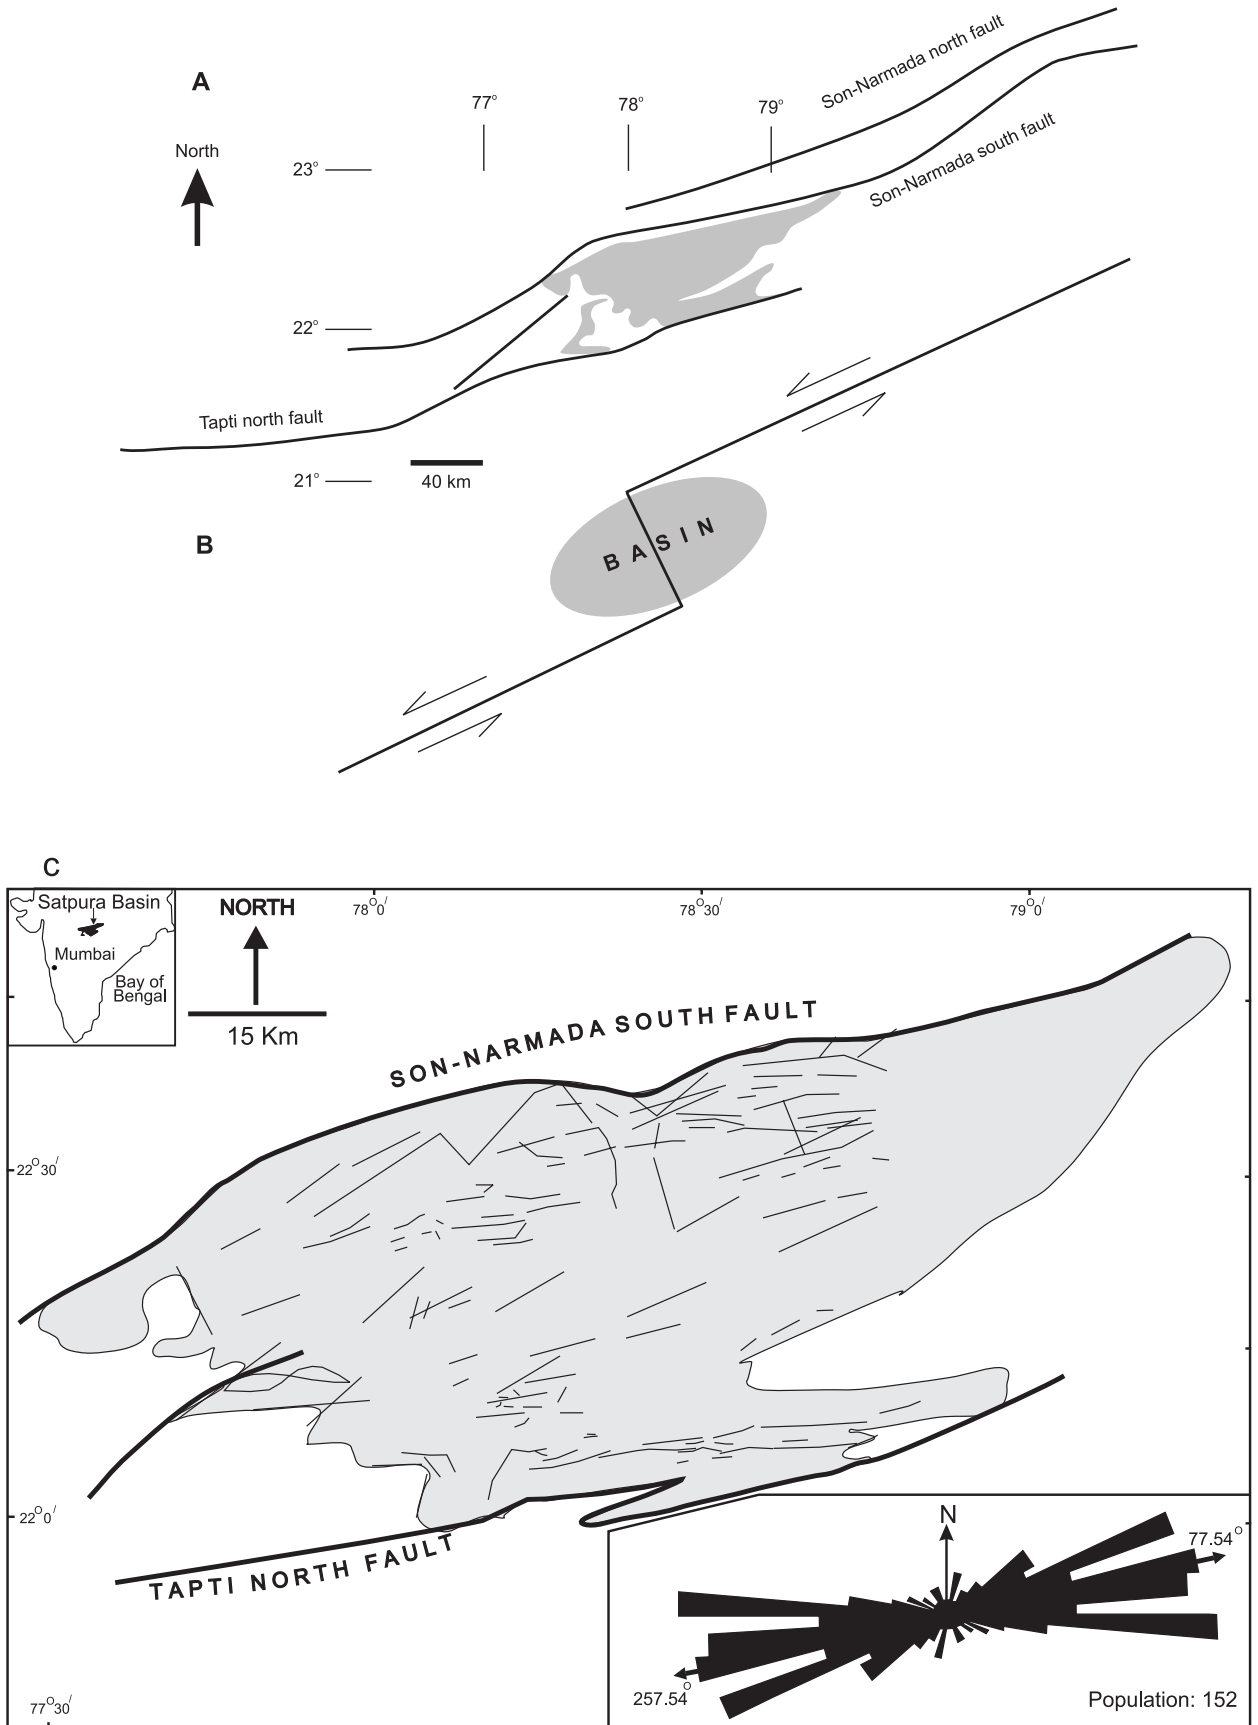 A
North
77°
78°
79°
23°
22°
21°
Son-Narmada north fault
Son-Narmada south fault
Tapti north fault
40 km
B
BASIN
C
Satpura Basin
Mumbai
Bay of
Bengal
NORTH
15 Km
78°0/
78°30/
79°0/
SON-NARMADA SOUTH FAULT
22°30/
22°0/
TAPTI NORTH FAULT
77°30/
N
77.54°
257.54°
Population: 152